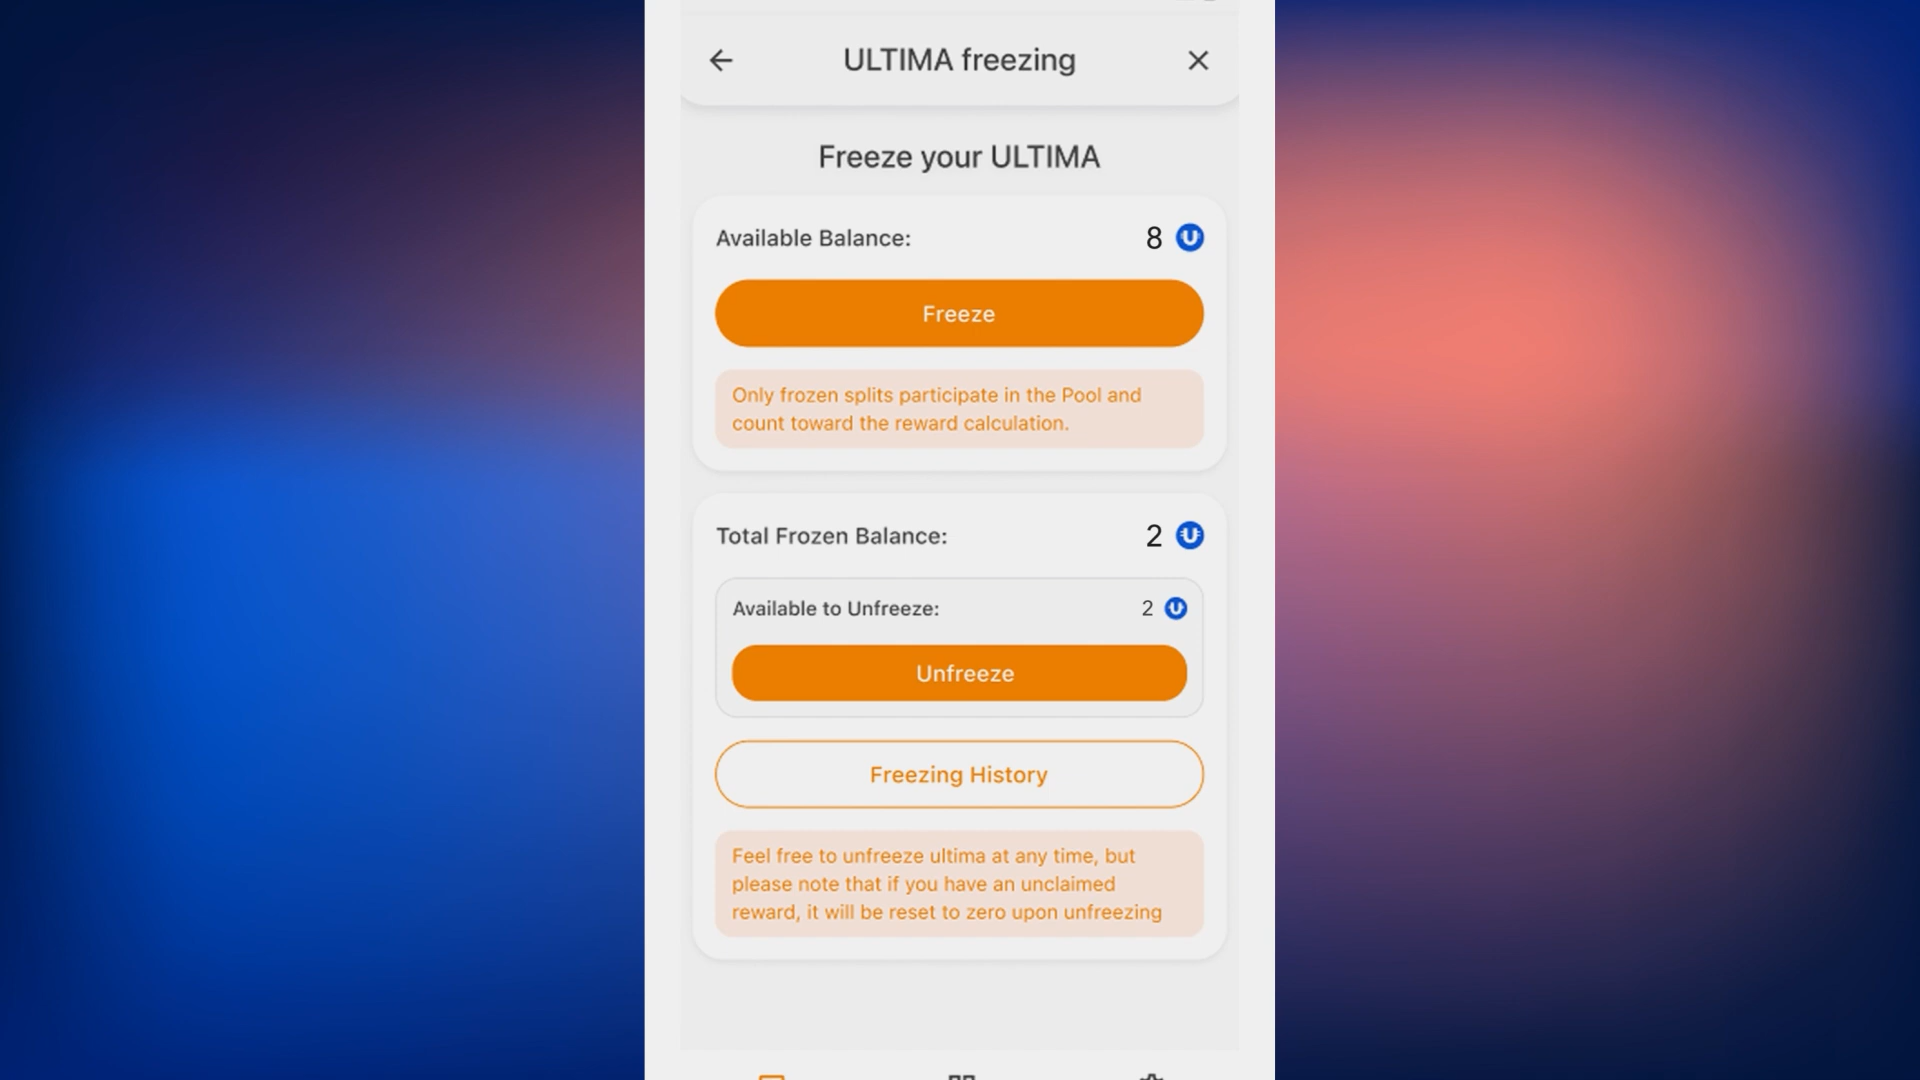 ULTIMA freezing
Freeze your ULTIMA
Available Balance: 8
Freeze
Only frozen splits participate in the Pool and
count toward the reward calculation.
Total Frozen Balance: 2
Available to Unfreeze: 2
Unfreeze
Freezing History
Feel free to unfreeze ultima at any time, but
please note that if you have an unclaimed
reward, it will be reset to zero upon unfreezing